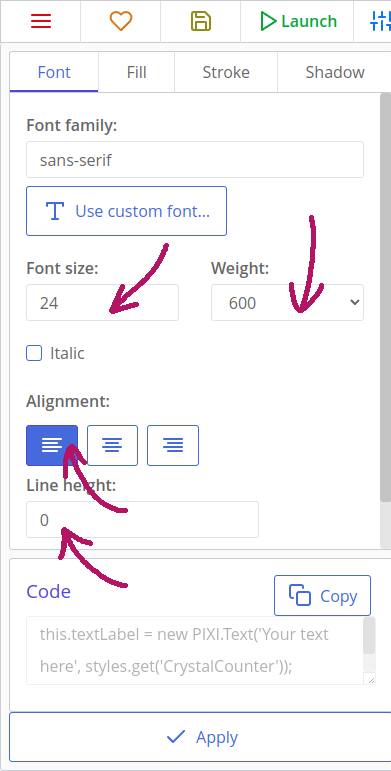 Launch
Font Fill Stroke Shadow
Font family:
sans-serif
Use custom font...
Font size: Weight:
24 600
Italic
Alignment:
Line height:
0
Code Copy
this.textLabel = new PIXI.Text('Your text
here', styles.get('CrystalCounter'));
Apply